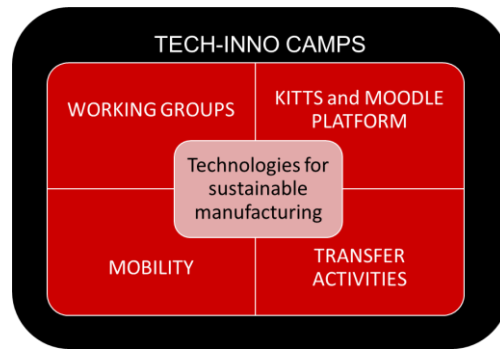 TECH-INNO CAMPS
WORKING GROUPS
KITTS and MOODLE
PLATFORM
Technologies for
sustainable
manufacturing
MOBILITY
TRANSFER
ACTIVITIES